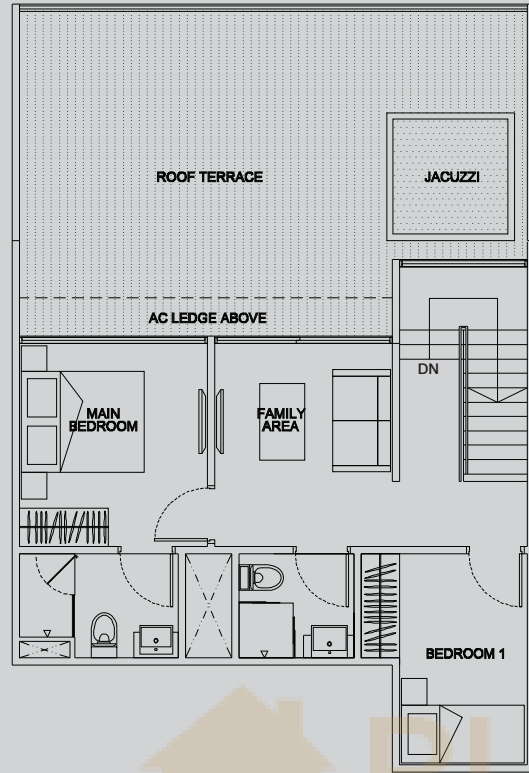 ROOF TERRACE
JACUZZI
AC LEDGE ABOVE
DN
MAIN
BEDROOM
FAMILY
AREA
BEDROOM 1